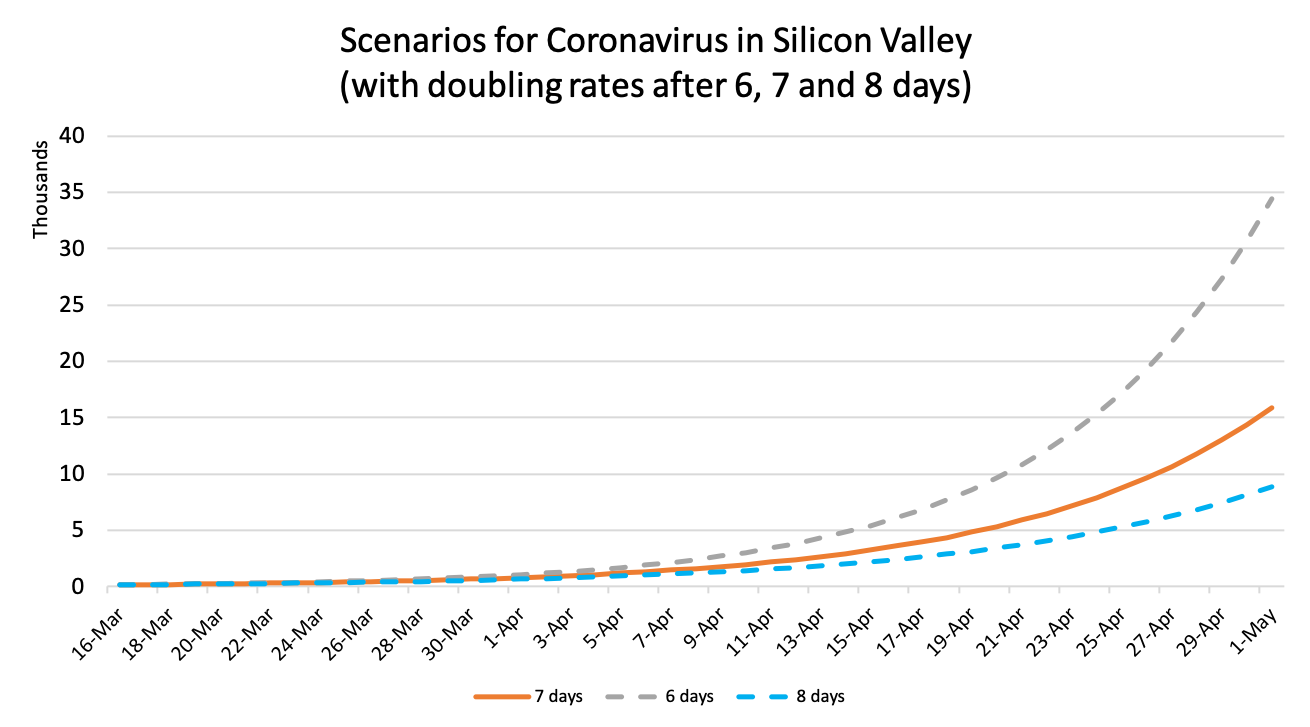 Scenarios for Coronavirus in Silicon Valley
(with doubling rates after 6, 7 and 8 days)
Thousands
40
35
30
25
20
15
10
5
0
16-Mar
18-Mar
20-Mar
22-Mar
24-Mar
26-Mar
28-Mar
30-Mar
1-Apr
3-Apr
5-Apr
7-Apr
9-Apr
11-Apr
13-Apr
15-Apr
17-Apr
19-Apr
21-Apr
23-Apr
25-Apr
27-Apr
29-Apr
1-May
7 days 6 days 8 days